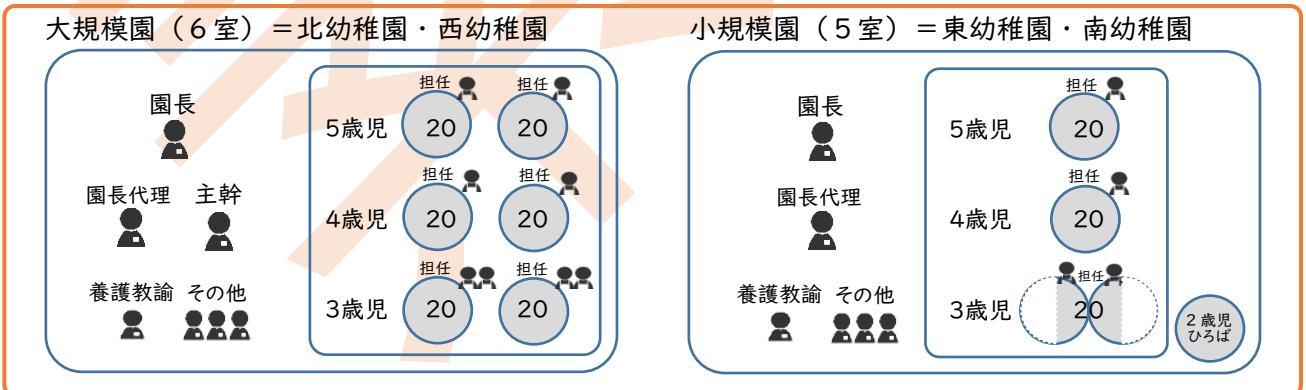 大規模園（6室）＝北幼稚園・西幼稚園
園長
園長代理 主幹
養護教諭 その他
担任 担任
5歳児 20 20
担任 担任
4歳児 20 20
担任 担任
3歳児 20 20
小規模園（5室）＝東幼稚園・南幼稚園
園長
園長代理
養護教諭 その他
担任
5歳児 20
担任
4歳児 20
担任
3歳児 20
2歳児
ひろば